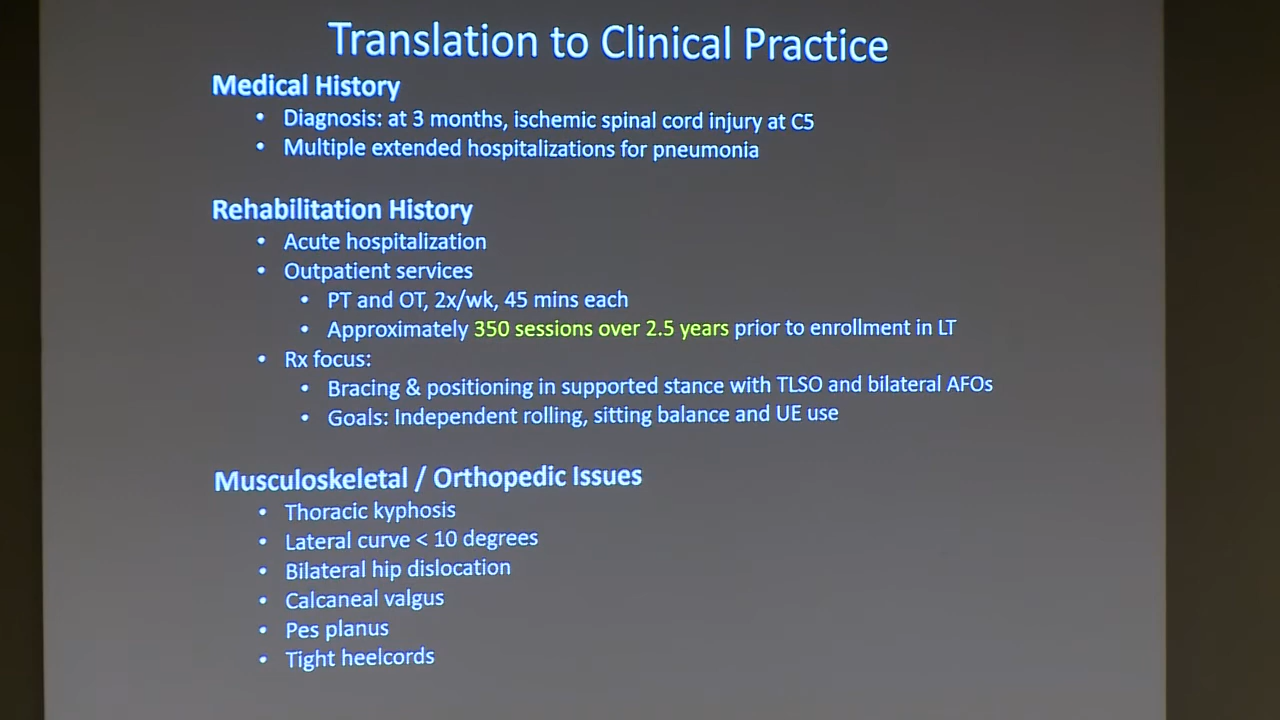 Translation to Clinical Practice
Medical History
• Diagnosis: at 3 months, ischemic spinal cord injury at C5
• Multiple extended hospitalizations for pneumonia
Rehabilitation History
• Acute hospitalization
• Outpatient services
• PT and OT, 2x/wk, 45 mins each
• Approximately 350 sessions over 2.5 years prior to enrollment in LT
• Rx focus:
• Bracing & positioning in supported stance with TLSO and bilateral AFOs
• Goals: Independent rolling, sitting balance and UE use
Musculoskeletal / Orthopedic Issues
• Thoracic kyphosis
• Lateral curve < 10 degrees
• Bilateral hip dislocation
• Calcaneal valgus
• Pes planus
• Tight heelcords